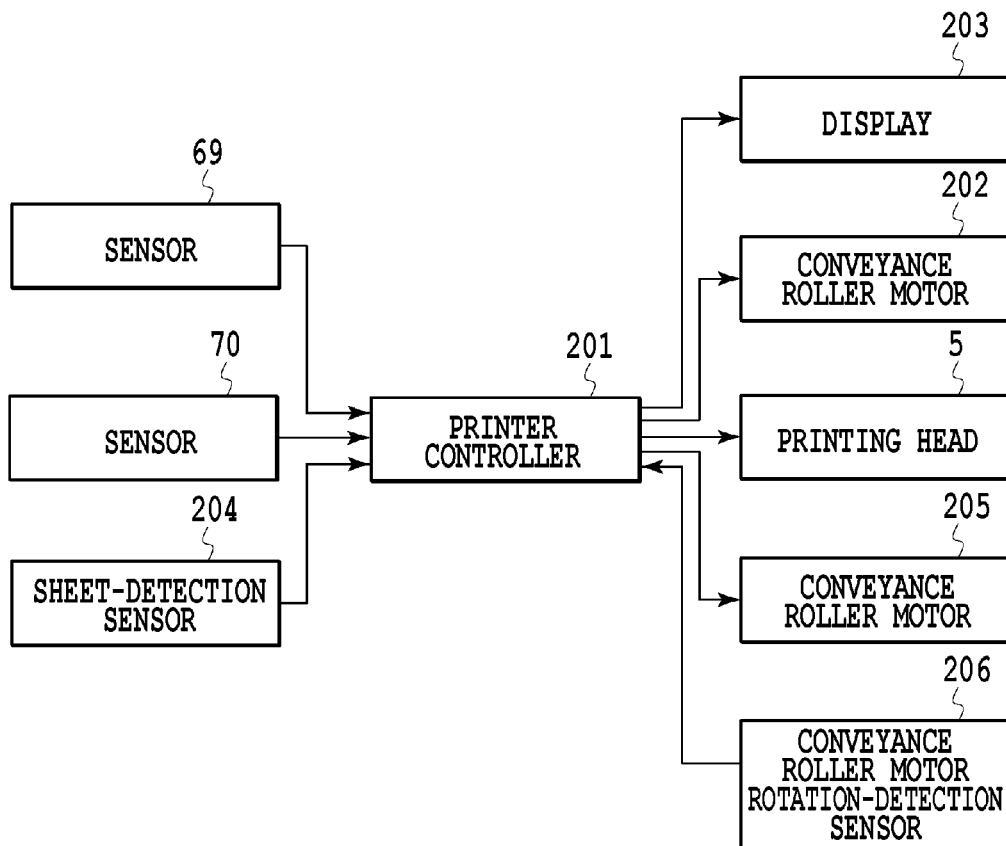 203
DISPLAY
69
SENSOR
202
CONVEYANCE
ROLLER MOTOR
70
SENSOR
201
PRINTER
CONTROLLER
5
PRINTING HEAD
204
SHEET-DETECTION
SENSOR
205
CONVEYANCE
ROLLER MOTOR
206
CONVEYANCE
ROLLER MOTOR
ROTATION-DETECTION
SENSOR